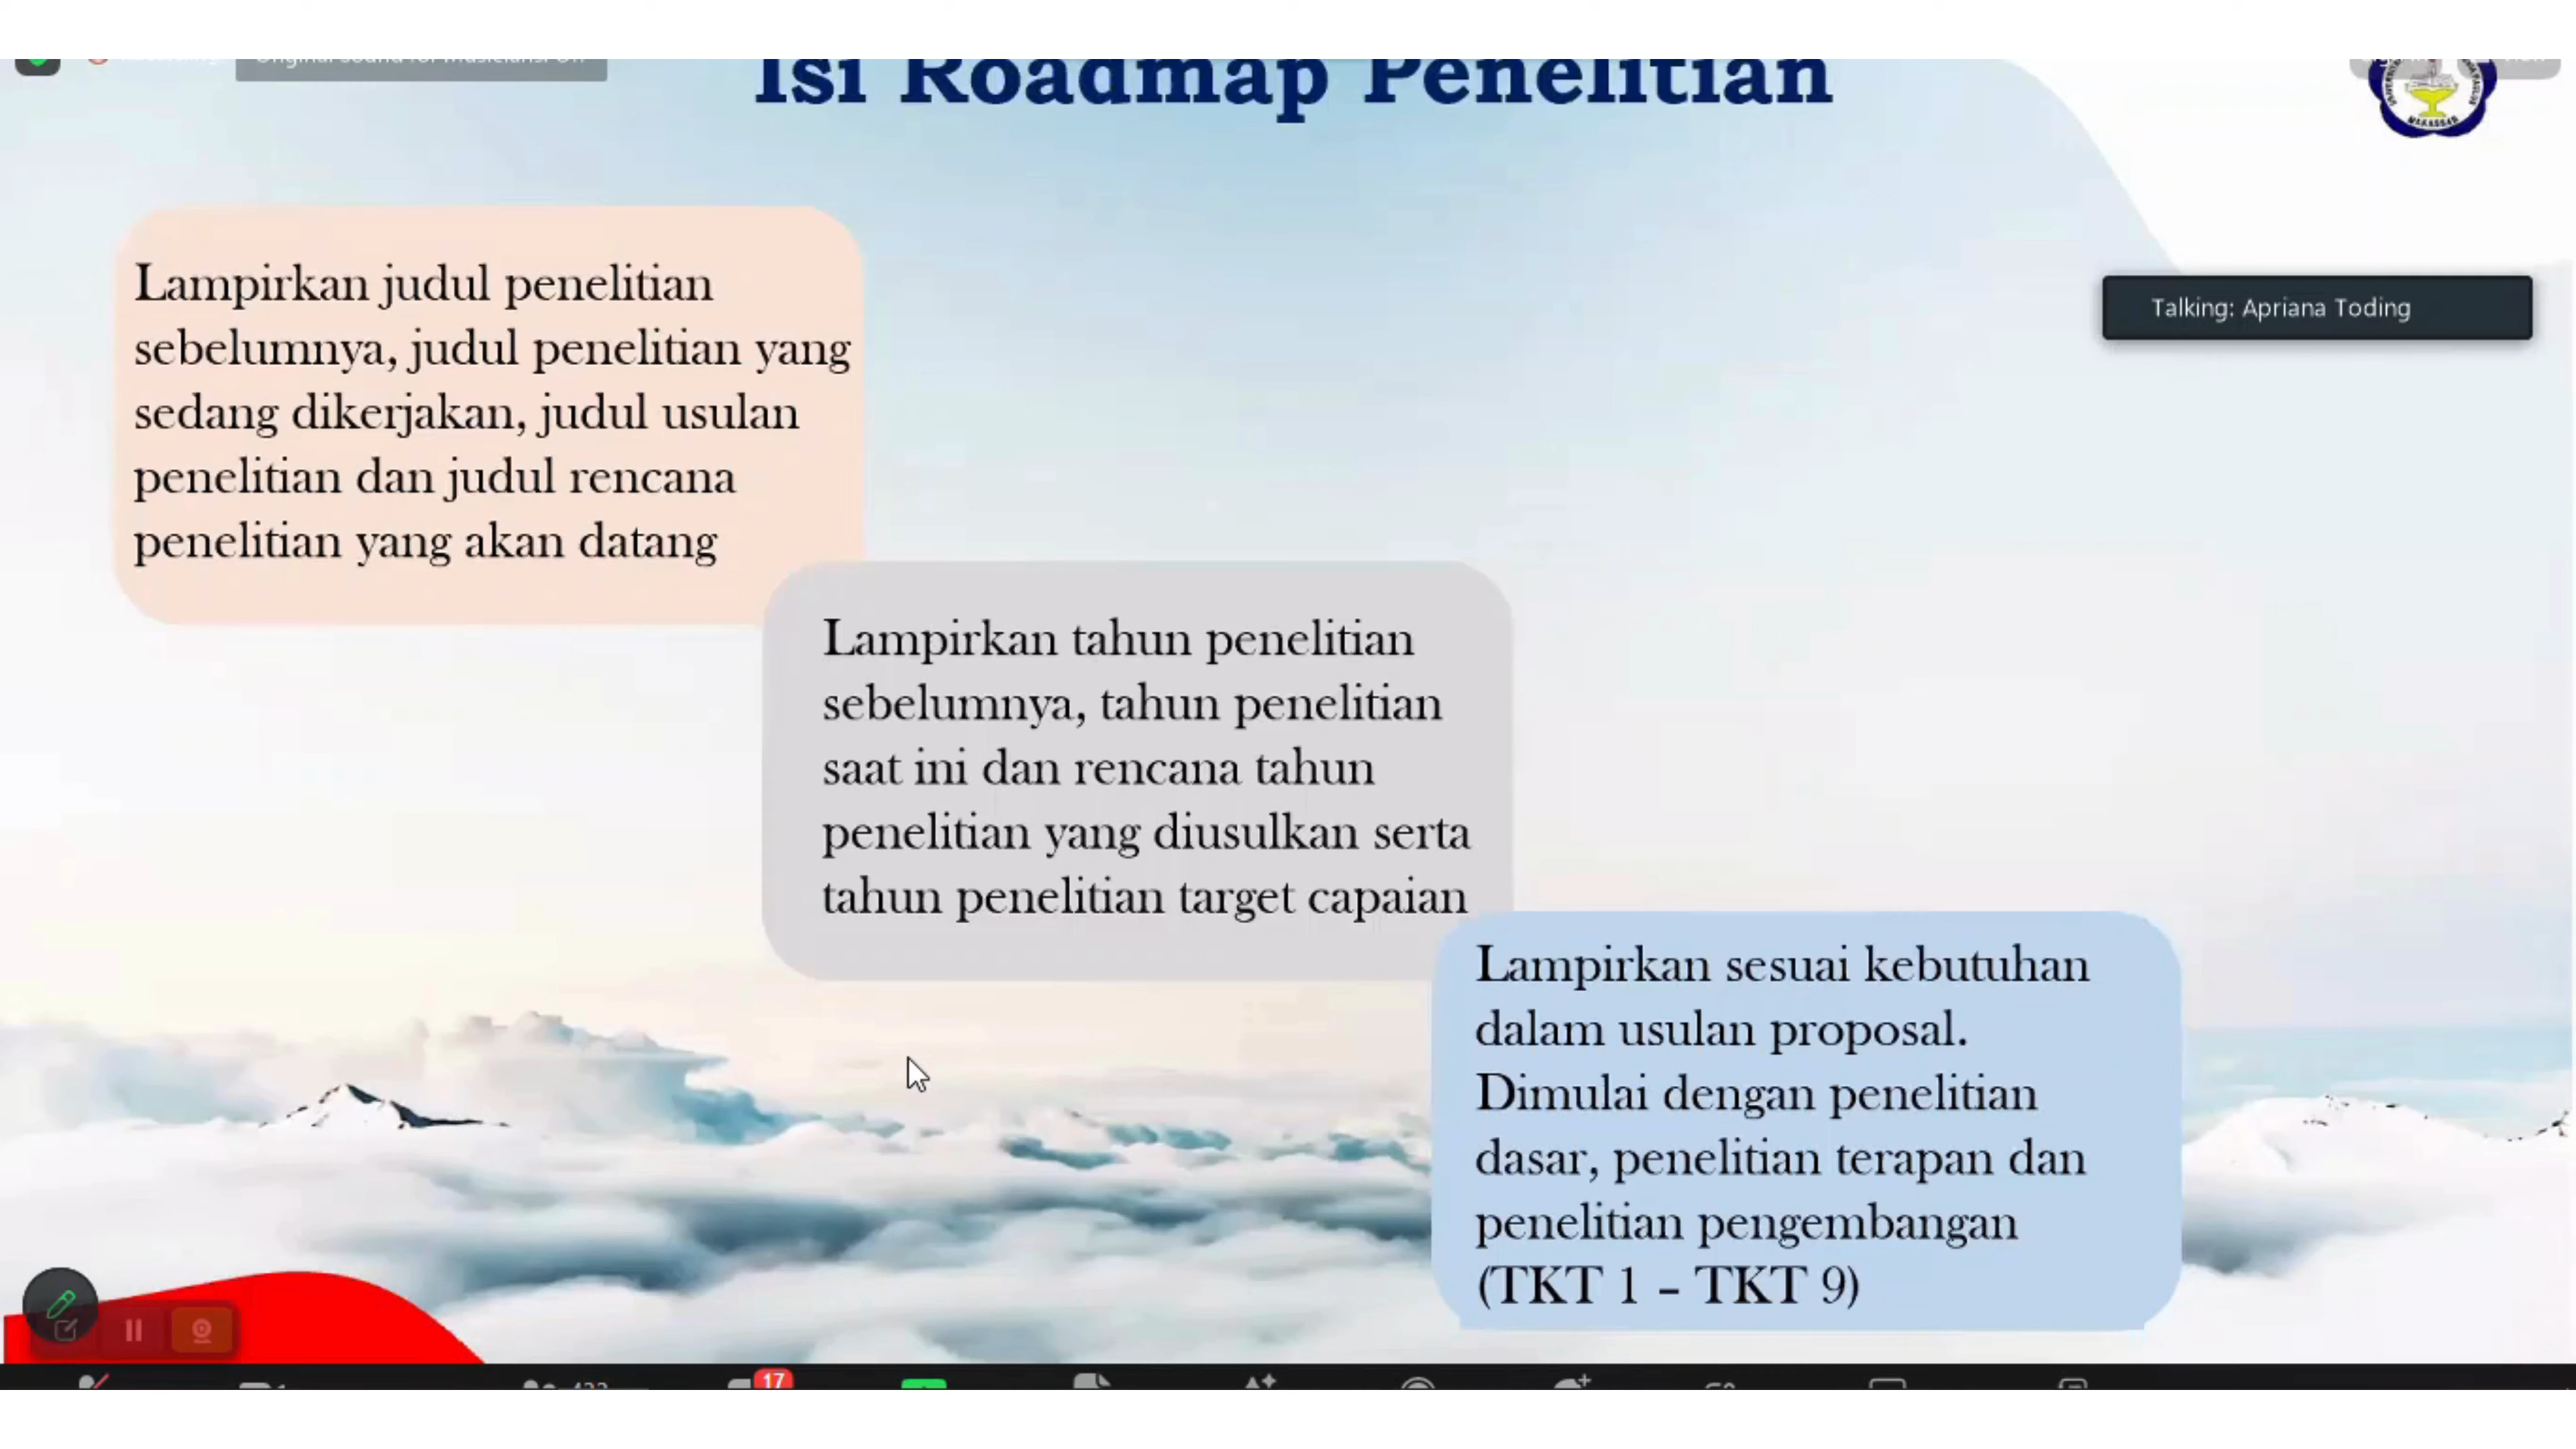 Isi Roadmap Penelitian
MAKASSAR
Talking: Apriana Toding
Lampirkan judul penelitian
sebelumnya, judul penelitian yang
sedang dikerjakan, judul usulan
penelitian dan judul rencana
penelitian yang akan datang
Lampirkan tahun penelitian
sebelumnya, tahun penelitian
saat ini dan rencana tahun
penelitian yang diusulkan serta
tahun penelitian target capaian
Lampirkan sesuai kebutuhan
dalam usulan proposal.
Dimulai dengan penelitian
dasar, penelitian terapan dan
penelitian pengembangan
(TKT 1 – TKT 9)
17